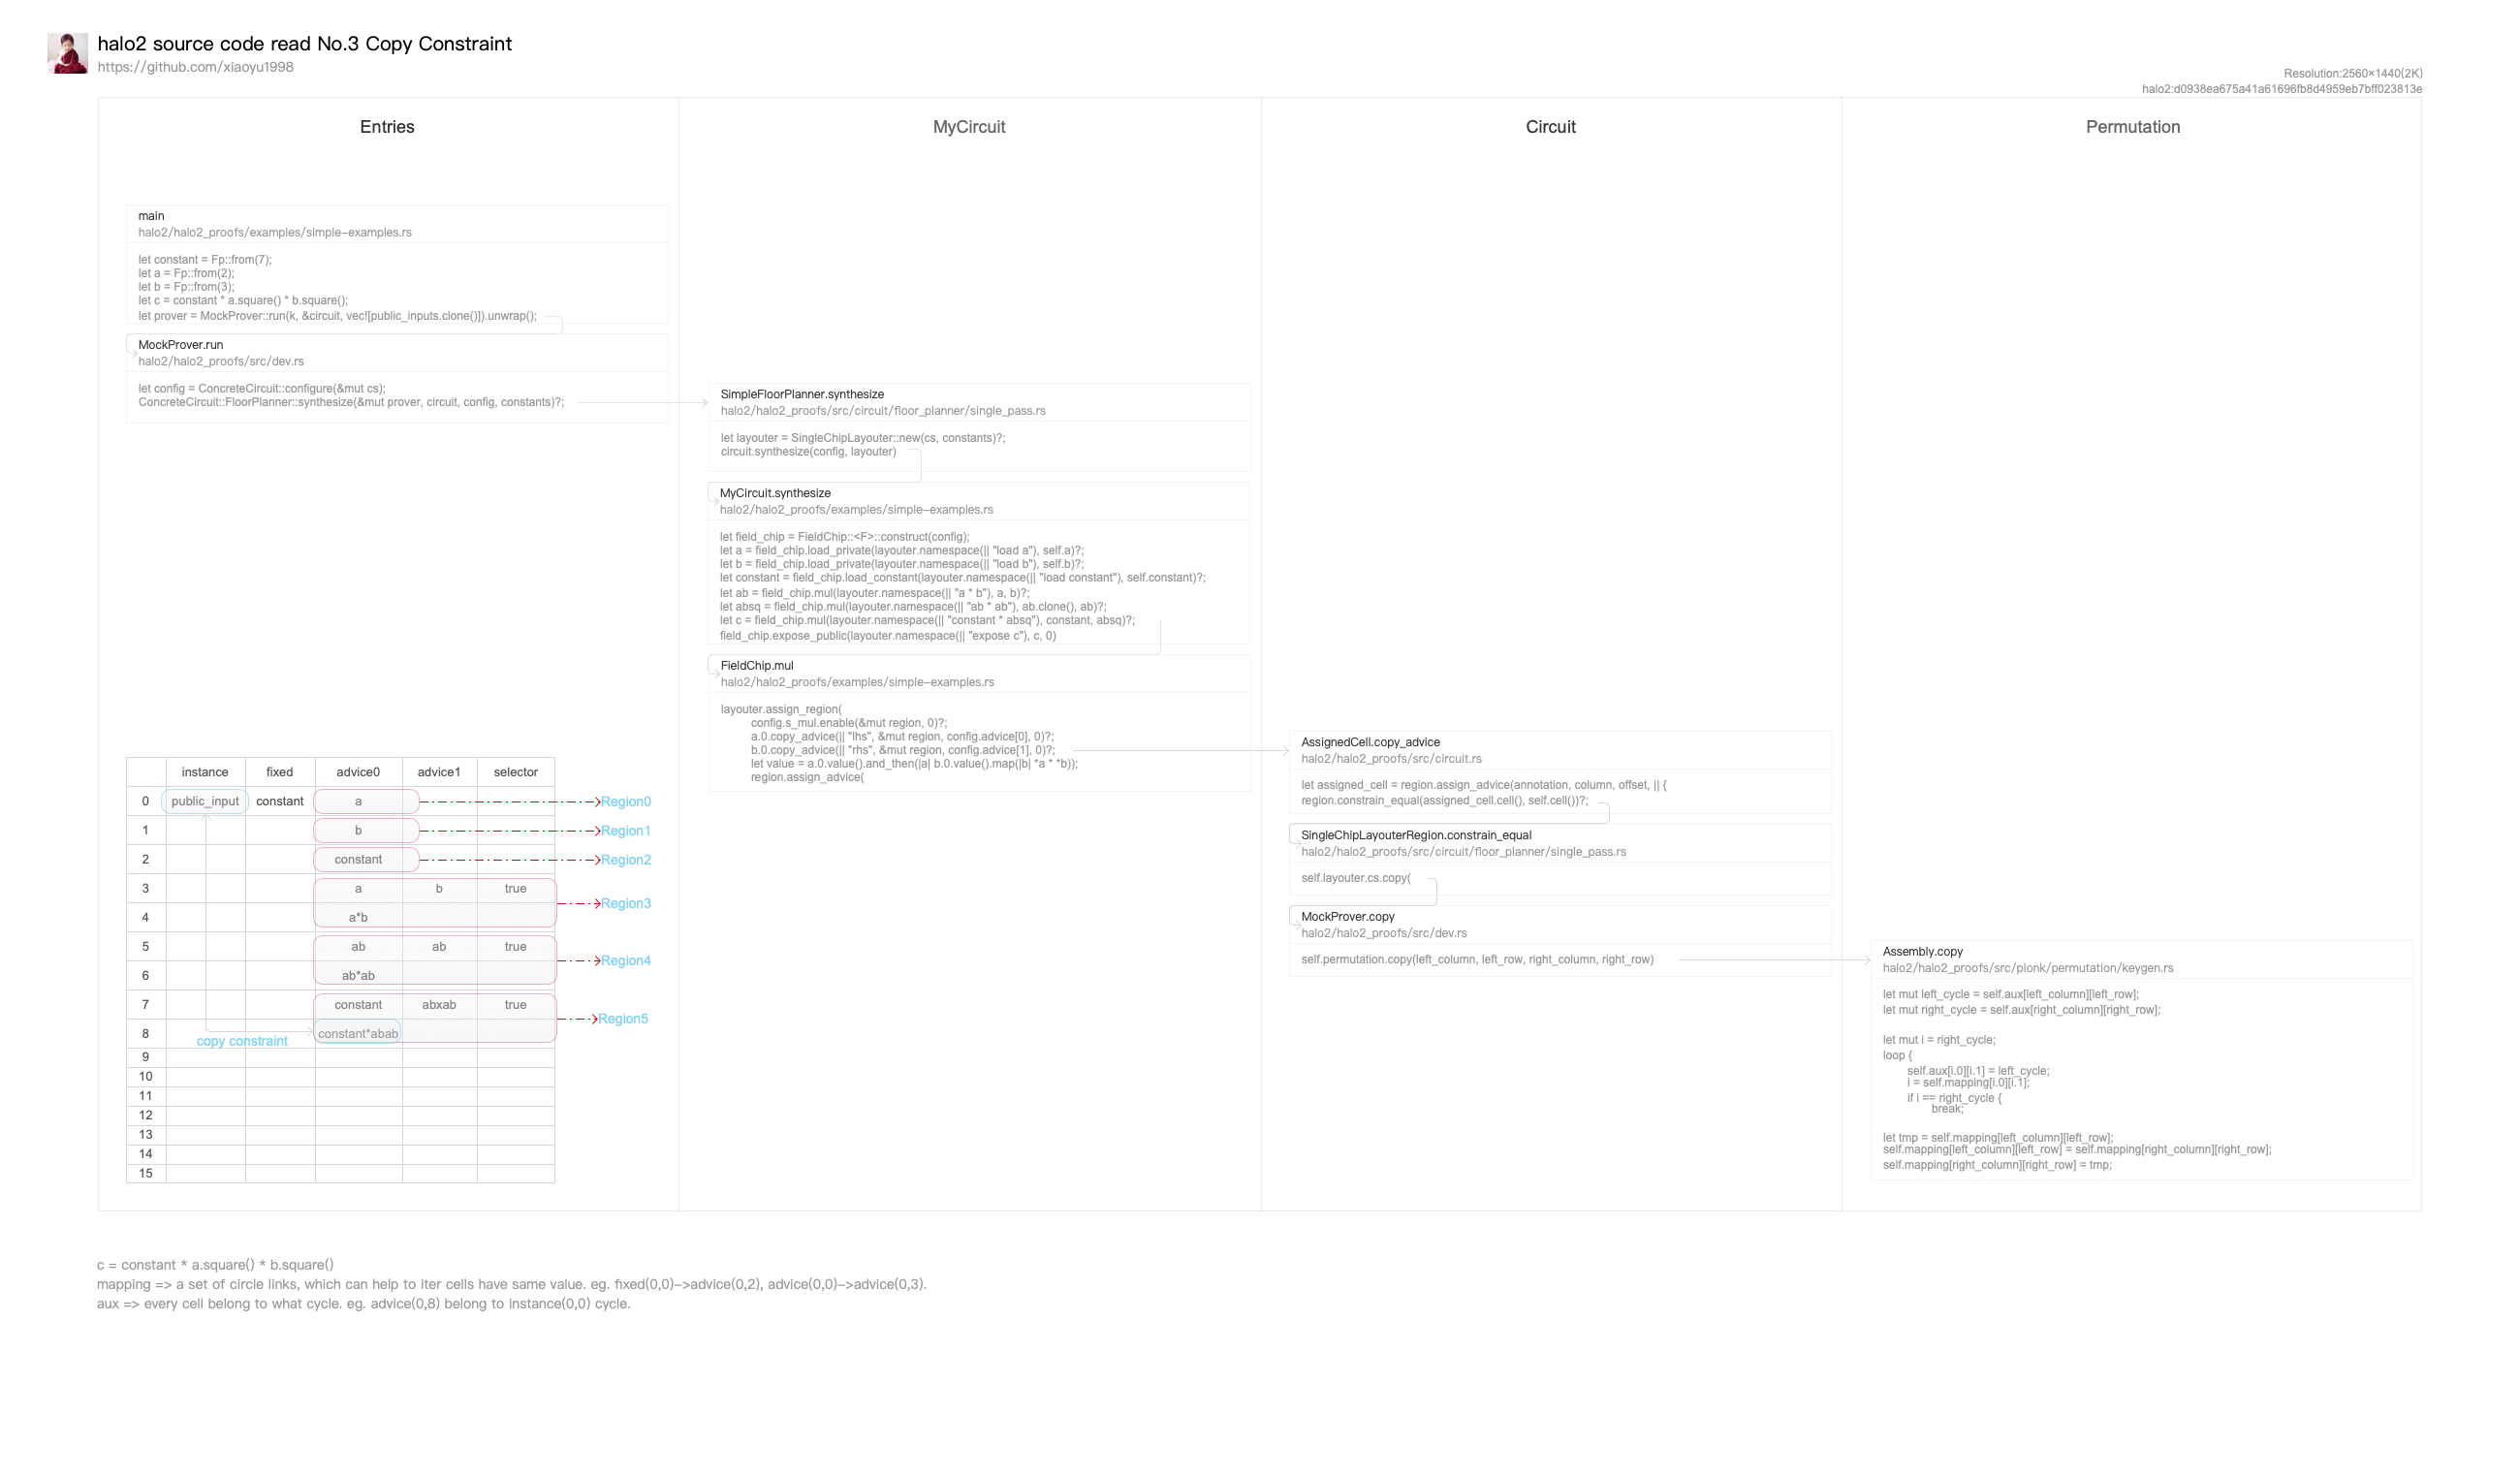 halo2 source code read No.3 Copy Constraint
https://github.com/xiaoyu1998
Resolution:2560×1440(2K)
halo2:d0938ea675a41a61696fb8d4959eb7bff023813e
Entries
MyCircuit
Circuit
Permutation
main
halo2/halo2_proofs/examples/simple-examples.rs
let constant = Fp::from(7);
let a = Fp::from(2);
let b = Fp::from(3);
let c = constant * a.square() * b.square();
let prover = MockProver::run(k, &circuit, vec![public_inputs.clone()]).unwrap();
MockProver.run
halo2/halo2_proofs/src/dev.rs
let config = ConcreteCircuit::configure(&mut cs);
ConcreteCircuit::FloorPlanner::synthesize(&mut prover, circuit, config, constants)?;
SimpleFloorPlanner.synthesize
halo2/halo2_proofs/src/circuit/floor_planner/single_pass.rs
let layouter = SingleChipLayouter::new(cs, constants)?;
circuit.synthesize(config, layouter)
MyCircuit.synthesize
halo2/halo2_proofs/examples/simple-examples.rs
let field_chip = FieldChip::<F>::construct(config);
let a = field_chip.load_private(layouter.namespace(|| "load a"), self.a)?;
let b = field_chip.load_private(layouter.namespace(|| "load b"), self.b)?;
let constant = field_chip.load_constant(layouter.namespace(|| "load constant"), self.constant)?;
let ab = field_chip.mul(layouter.namespace(|| "a * b"), a, b)?;
let absq = field_chip.mul(layouter.namespace(|| "ab * ab"), ab.clone(), ab)?;
let c = field_chip.mul(layouter.namespace(|| "constant * absq"), constant, absq)?;
field_chip.expose_public(layouter.namespace(|| "expose c"), c, 0)
FieldChip.mul
halo2/halo2_proofs/examples/simple-examples.rs
layouter.assign_region(
config.s_mul.enable(&mut region, 0)?;
a.0.copy_advice(|| "lhs", &mut region, config.advice[0], 0)?;
b.0.copy_advice(|| "rhs", &mut region, config.advice[1], 0)?;
let value = a.0.value().and_then(|a| b.0.value().map(|b| *a * *b));
region.assign_advice(
AssignedCell.copy_advice
halo2/halo2_proofs/src/circuit.rs
let assigned_cell = region.assign_advice(annotation, column, offset, || {
region.constrain_equal(assigned_cell.cell(), self.cell())?;
SingleChipLayouterRegion.constrain_equal
halo2/halo2_proofs/src/circuit/floor_planner/single_pass.rs
self.layouter.cs.copy(
MockProver.copy
halo2/halo2_proofs/src/dev.rs
self.permutation.copy(left_column, left_row, right_column, right_row)
Assembly.copy
halo2/halo2_proofs/src/plonk/permutation/keygen.rs
let mut left_cycle = self.aux[left_column][left_row];
let mut right_cycle = self.aux[right_column][right_row];
let mut i = right_cycle;
loop {
self.aux[i.0][i.1] = left_cycle;
i = self.mapping[i.0][i.1];
if i == right_cycle {
break;
let tmp = self.mapping[left_column][left_row];
self.mapping[left_column][left_row] = self.mapping[right_column][right_row];
self.mapping[right_column][right_row] = tmp;
instance fixed advice0 advice1 selector
0 public_input constant a Region0
1 b Region1
2 constant Region2
3 a b true
Region3
4 a*b
5 ab ab true
Region4
6 ab*ab
7 constant abxab true
Region5
8 constant*abab
copy constraint
9
10
11
12
13
14
15
c = constant * a.square() * b.square()
mapping => a set of circle links, which can help to iter cells have same value. eg. fixed(0,0)->advice(0,2), advice(0,0)->advice(0,3).
aux => every cell belong to what cycle. eg. advice(0,8) belong to instance(0,0) cycle.